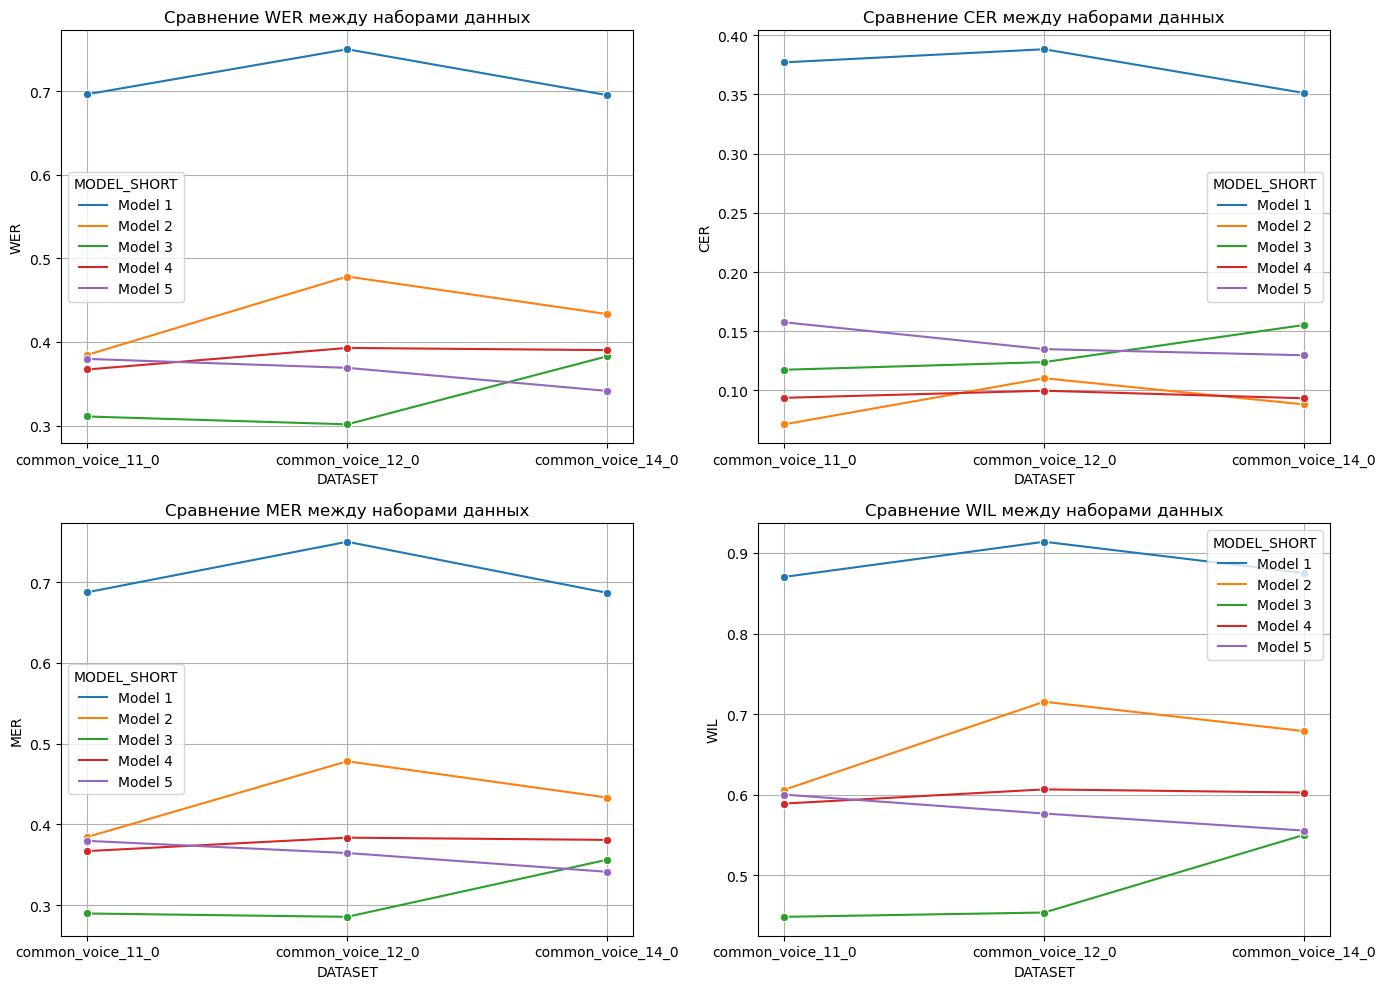 Сравнение WER между наборами данных
WER
0.7
0.6
0.5
0.4
0.3
MODEL_SHORT
Model 1
Model 2
Model 3
Model 4
Model 5
common_voice_11_0 common_voice_12_0 common_voice_14_0
DATASET
Сравнение CER между наборами данных
CER
0.40
0.35
0.30
0.25
0.20
0.15
0.10
MODEL_SHORT
Model 1
Model 2
Model 3
Model 4
Model 5
common_voice_11_0 common_voice_12_0 common_voice_14_0
DATASET
Сравнение MER между наборами данных
MER
0.7
0.6
0.5
0.4
0.3
MODEL_SHORT
Model 1
Model 2
Model 3
Model 4
Model 5
common_voice_11_0 common_voice_12_0 common_voice_14_0
DATASET
Сравнение WIL между наборами данных
WIL
0.9
0.8
0.7
0.6
0.5
MODEL_SHORT
Model 1
Model 2
Model 3
Model 4
Model 5
common_voice_11_0 common_voice_12_0 common_voice_14_0
DATASET